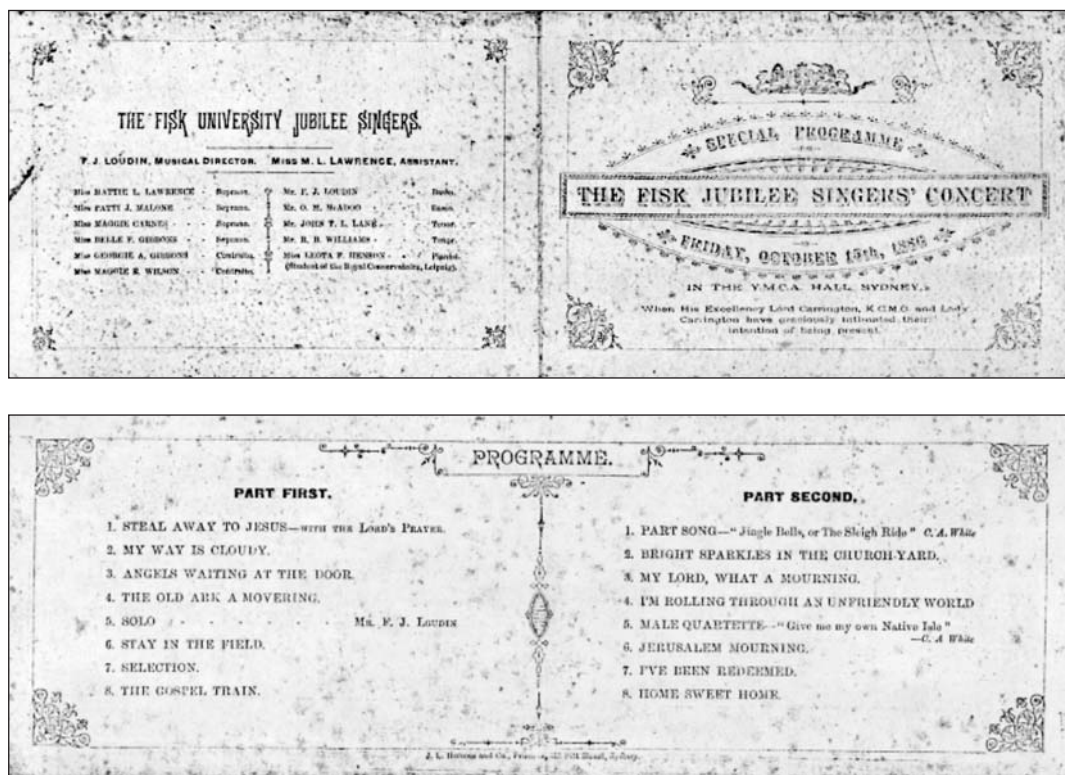 THE FISK UNIVERSITY JUBILEE SINGERS.
F. J. LOUDIN, MUSICAL DIRECTOR. MISS M. L. LAWRENCE, ASSISTANT.
Miss MATTIE L. LAWRENCE - Soprano.
Miss PATTI J. MALONE - Soprano.
Miss MAGGIE CARNES - Soprano.
Miss BELLE F. GIBBONS - Soprano.
Miss GEORGIE A. GIBBONS - Contralto.
Miss MAGGIE E. WILSON - Contralto.
Mr. F. J. LOUDIN - Basso.
Mr. O. M. McADOO - Basso.
Mr. JOHN T. L. LANE - Tenor.
Mr. R. B. WILLIAMS - Tenor.
Miss LEOTA F. HENSON - Pianist.
(Student of the Royal Conservatoire, Leipzig).
SPECIAL PROGRAMME
THE FISK JUBILEE SINGERS' CONCERT
FRIDAY, OCTOBER 15th, 1886
IN THE Y.M.C.A. HALL, SYDNEY,
When His Excellency Lord Carrington, K.C.M.G. and Lady
Carrington have graciously intimated their
intention of being present.
PROGRAMME.
PART FIRST.
1. STEAL AWAY TO JESUS—WITH THE LORD'S PRAYER.
2. MY WAY IS CLOUDY.
3. ANGELS WAITING AT THE DOOR.
4. THE OLD ARK A MOVERING.
5. SOLO - - - - MR. F. J. LOUDIN
6. STAY IN THE FIELD.
7. SELECTION.
8. THE GOSPEL TRAIN.
PART SECOND.
1. PART SONG—"Jingle Bells, or The Sleigh Ride" C. A. White
2. BRIGHT SPARKLES IN THE CHURCH-YARD.
3. MY LORD, WHAT A MOURNING.
4. I'M ROLLING THROUGH AN UNFRIENDLY WORLD
5. MALE QUARTETTE—"Give me my own Native Isle"
—C. A White
6. JERUSALEM MOURNING.
7. I'VE BEEN REDEEMED.
8. HOME SWEET HOME.
J. L. and Co., Pitt Street, Sydney.